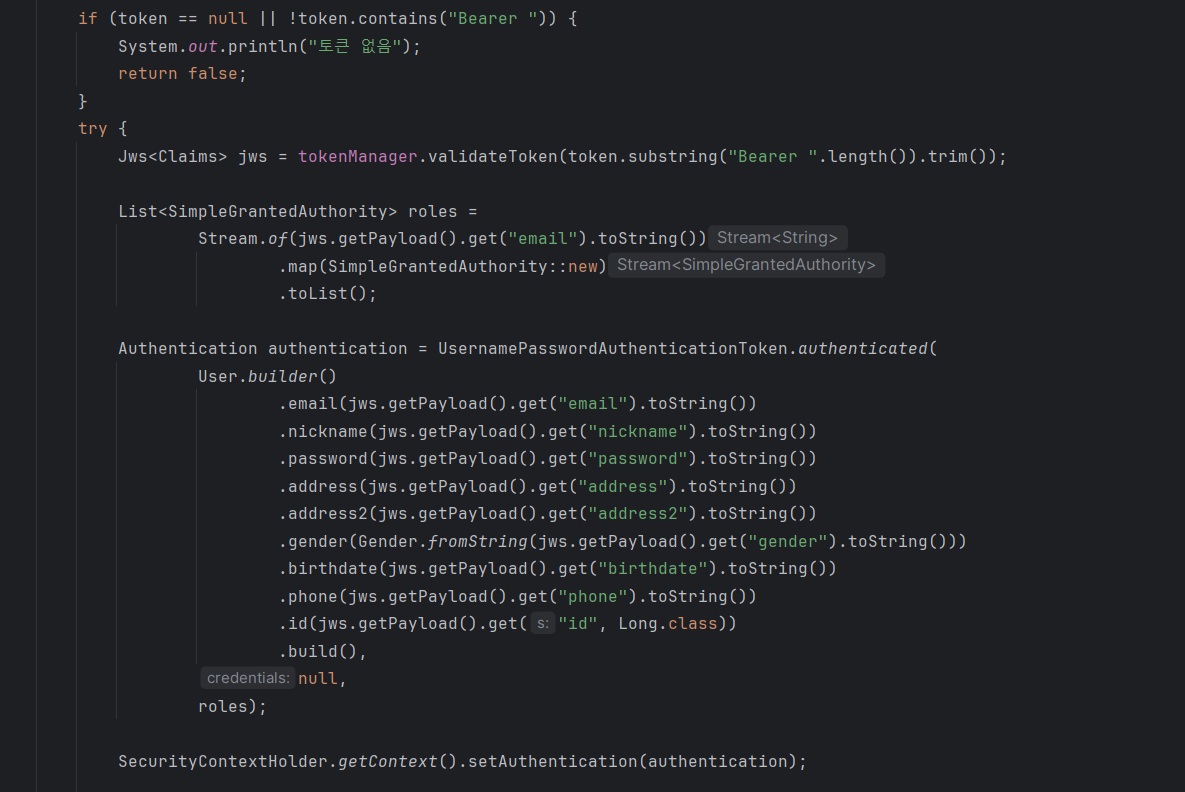 if (token == null || !token.contains("Bearer ")) {
System.out.println("토큰 없음");
return false;
}
try {
Jws<Claims> jws = tokenManager.validateToken(token.substring("Bearer ".length()).trim());
List<SimpleGrantedAuthority> roles =
Stream.of(jws.getPayload().get("email").toString()) Stream<String>
.map(SimpleGrantedAuthority::new) Stream<SimpleGrantedAuthority>
.toList();
Authentication authentication = UsernamePasswordAuthenticationToken.authenticated(
User.builder()
.email(jws.getPayload().get("email").toString())
.nickname(jws.getPayload().get("nickname").toString())
.password(jws.getPayload().get("password").toString())
.address(jws.getPayload().get("address").toString())
.address2(jws.getPayload().get("address2").toString())
.gender(Gender.fromString(jws.getPayload().get("gender").toString()))
.birthdate(jws.getPayload().get("birthdate").toString())
.phone(jws.getPayload().get("phone").toString())
.id(jws.getPayload().get( s: "id", Long.class))
.build(),
credentials: null,
roles);
SecurityContextHolder.getContext().setAuthentication(authentication);